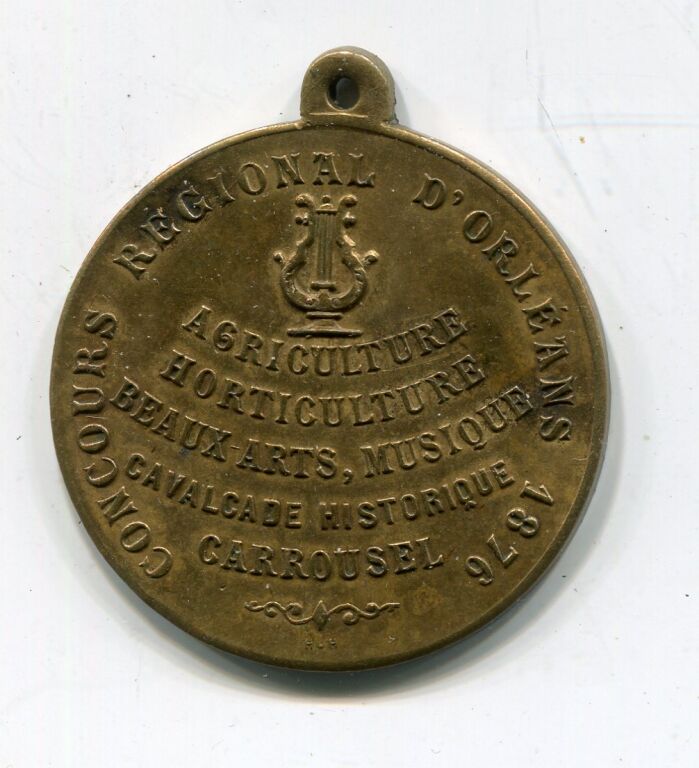 CONCOURS RÉGIONAL D'ORLÉANS 1876
AGRICULTURE
HORTICULTURE
BEAUX-ARTS, MUSIQUE
CAVALCADE HISTORIQUE
CARROUSEL